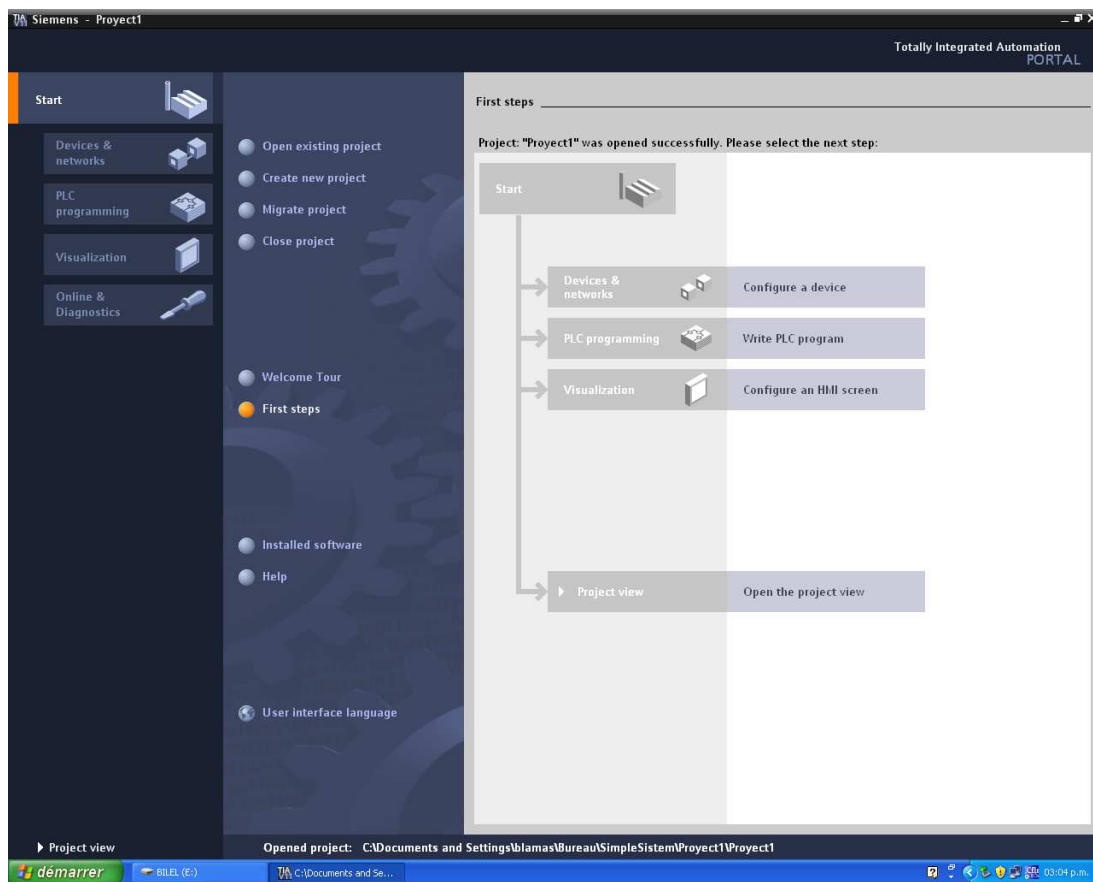 Siemens - Proyect1
Totally Integrated Automation
PORTAL
Start
Devices &
networks
PLC
programming
Visualization
Online &
Diagnostics
Open existing project
Create new project
Migrate project
Close project
Welcome Tour
First steps
Installed software
Help
User interface language
First steps
Project: "Proyect1" was opened successfully. Please select the next step:
Start
Devices &
networks
Configure a device
PLC programming
Write PLC program
Visualization
Configure an HMI screen
Project view
Open the project view
Project view
Opened project: C:\Documents and Settings\blamas\Bureau\SimpleSistem\Proyect1\Proyect1
démarrer
BILEL (E:)
C:\Documents and Se...
03:04 p.m.